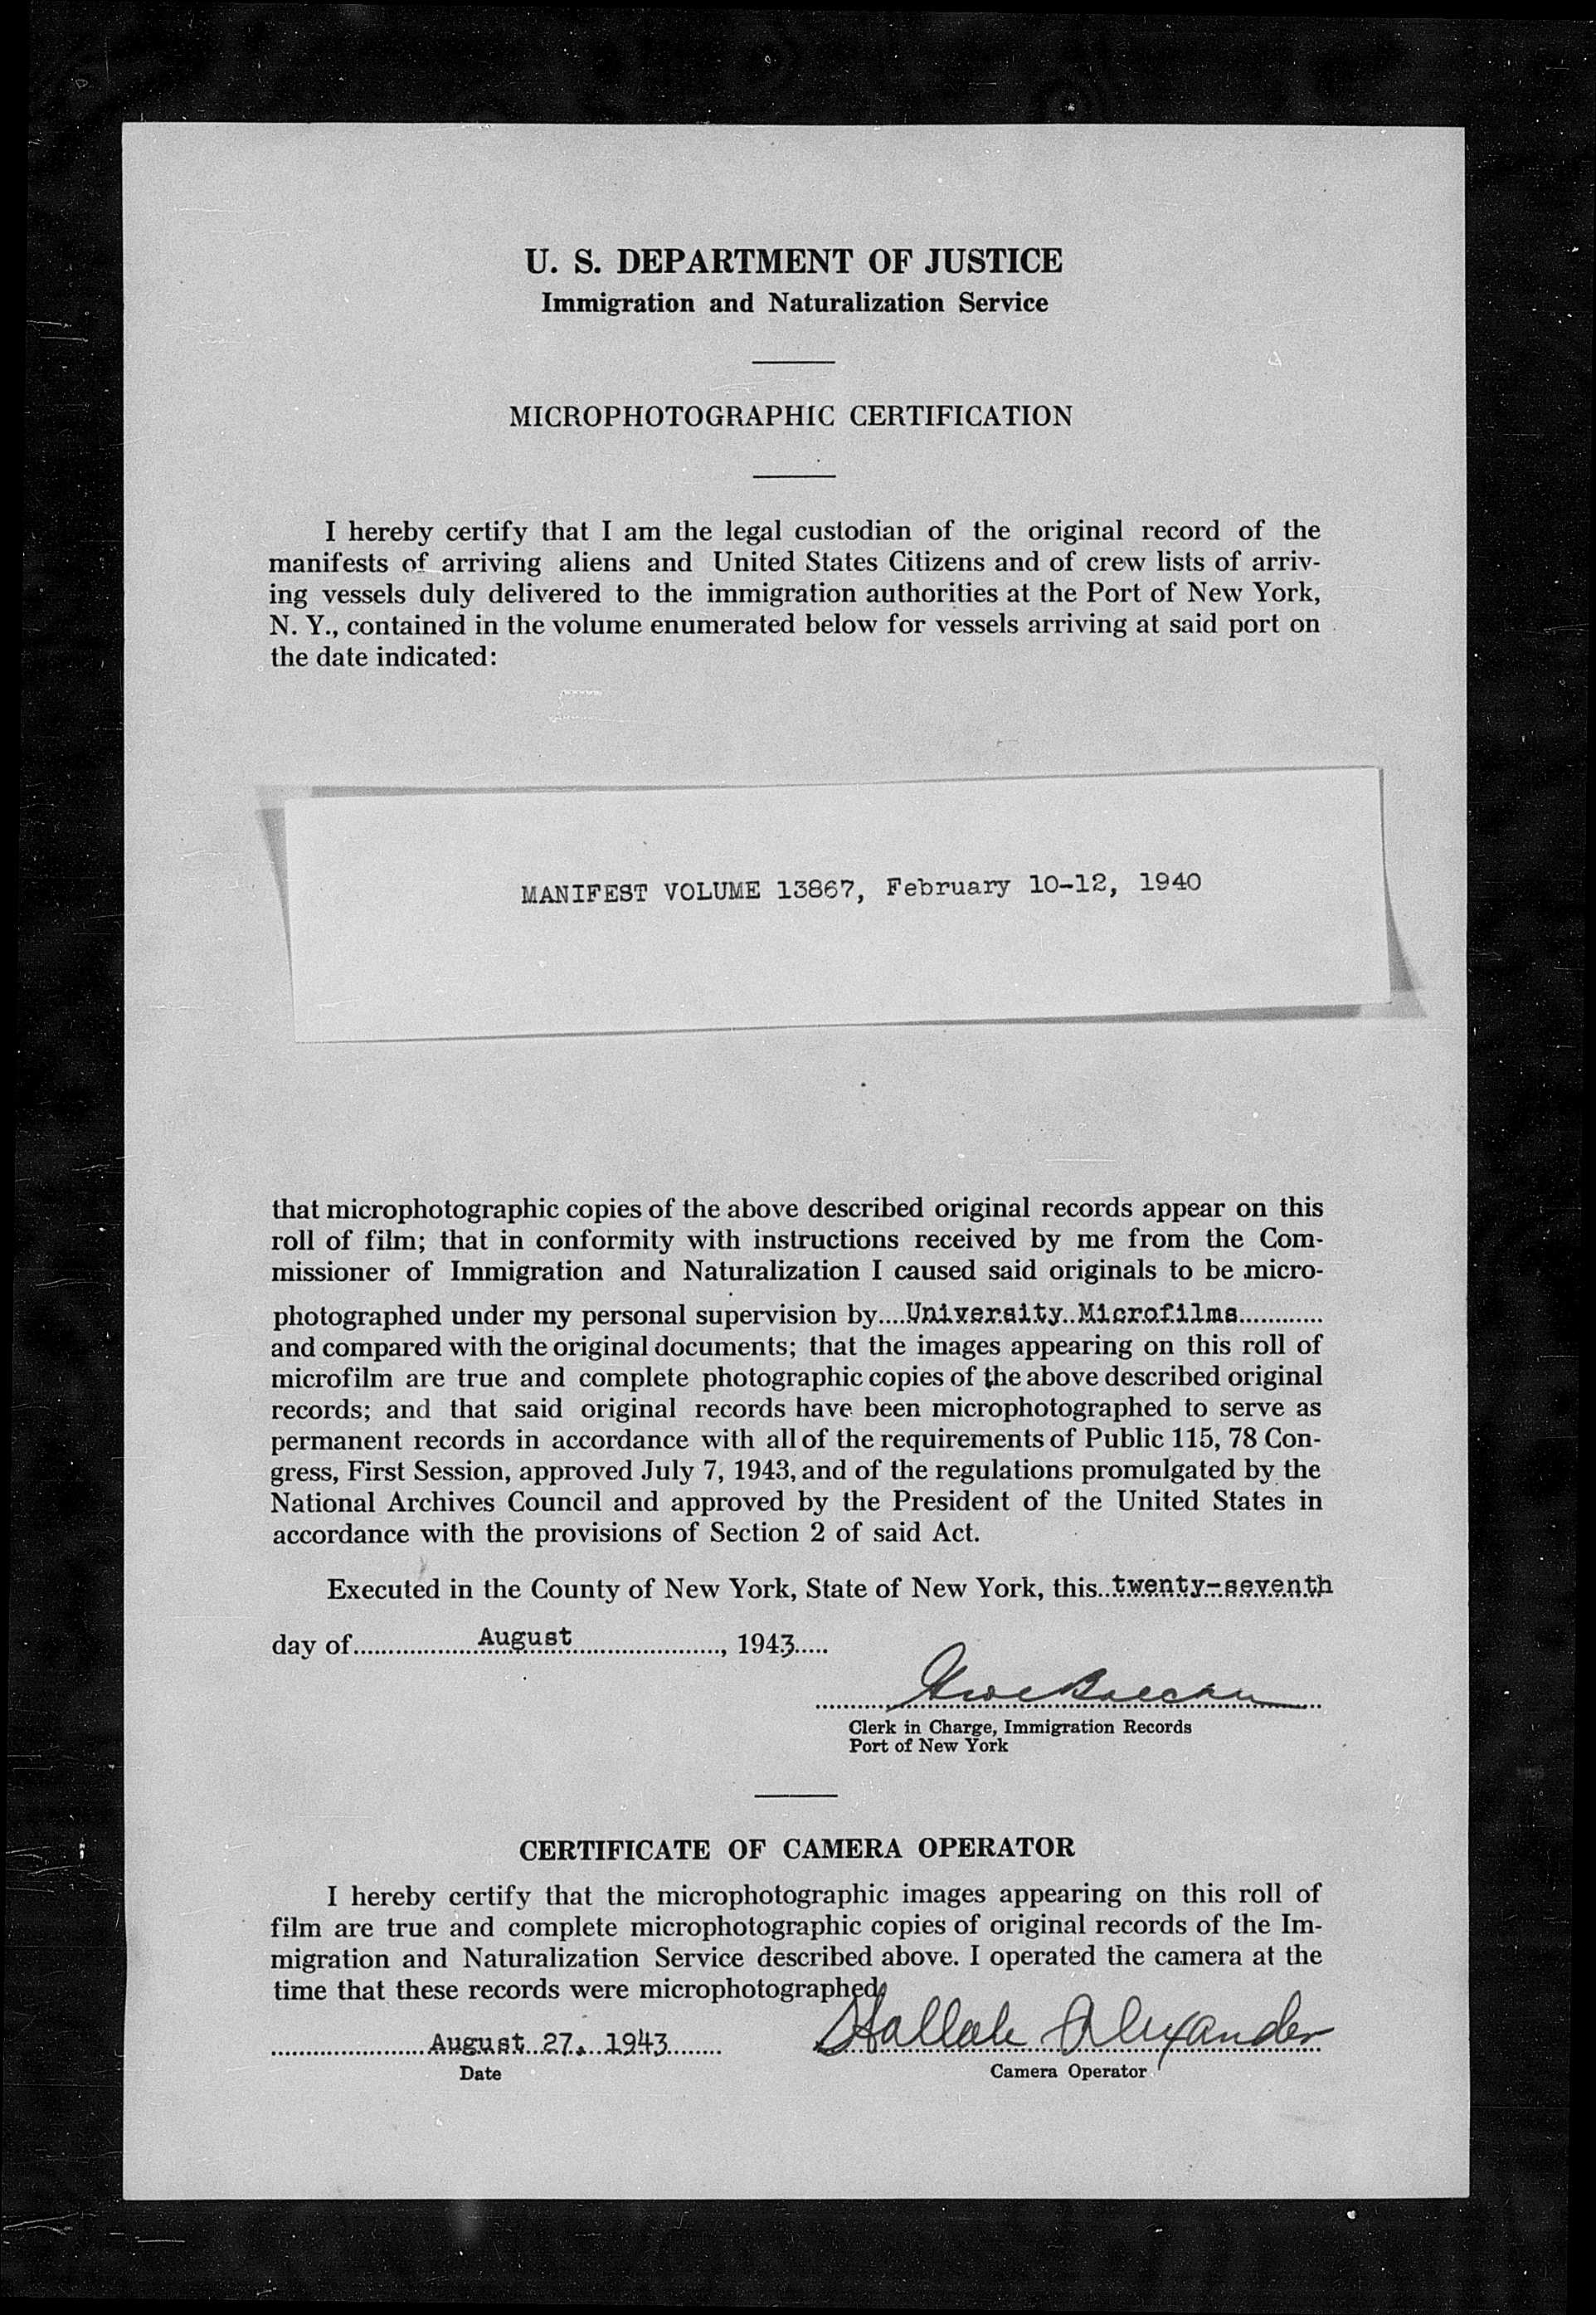 U. S. DEPARTMENT OF JUSTICE
Immigration and Naturalization Service
MICROPHOTOGRAPHIC CERTIFICATION
I hereby certify that I am the legal custodian of the original record of the
manifests of arriving aliens and United States Citizens and of crew lists of arriv-
ing vessels duly delivered to the immigration authorities at the Port of New York,
N. Y., contained in the volume enumerated below for vessels arriving at said port on
the date indicated:
MANIFEST VOLUME 13867, February 10-12, 1940
that microphotographic copies of the above described original records appear on this
roll of film; that in conformity with instructions received by me from the Com-
missioner of Immigration and Naturalization I caused said originals to be micro-
photographed under my personal supervision by....University Microfilms............
and compared with the original documents; that the images appearing on this roll of
microfilm are true and complete photographic copies of the above described original
records; and that said original records have been microphotographed to serve as
permanent records in accordance with all of the requirements of Public 115, 78 Con-
gress, First Session, approved July 7, 1943, and of the regulations promulgated by the
National Archives Council and approved by the President of the United States in
accordance with the provisions of Section 2 of said Act.
Executed in the County of New York, State of New York, this..twenty-seventh
day of..................August......................, 1943.....
Clerk in Charge, Immigration Records
Port of New York
CERTIFICATE OF CAMERA OPERATOR
I hereby certify that the microphotographic images appearing on this roll of
film are true and complete microphotographic copies of original records of the Im-
migration and Naturalization Service described above. I operated the camera at the
time that these records were microphotographed.
August 27, 1943 Alexander
Date Camera Operator